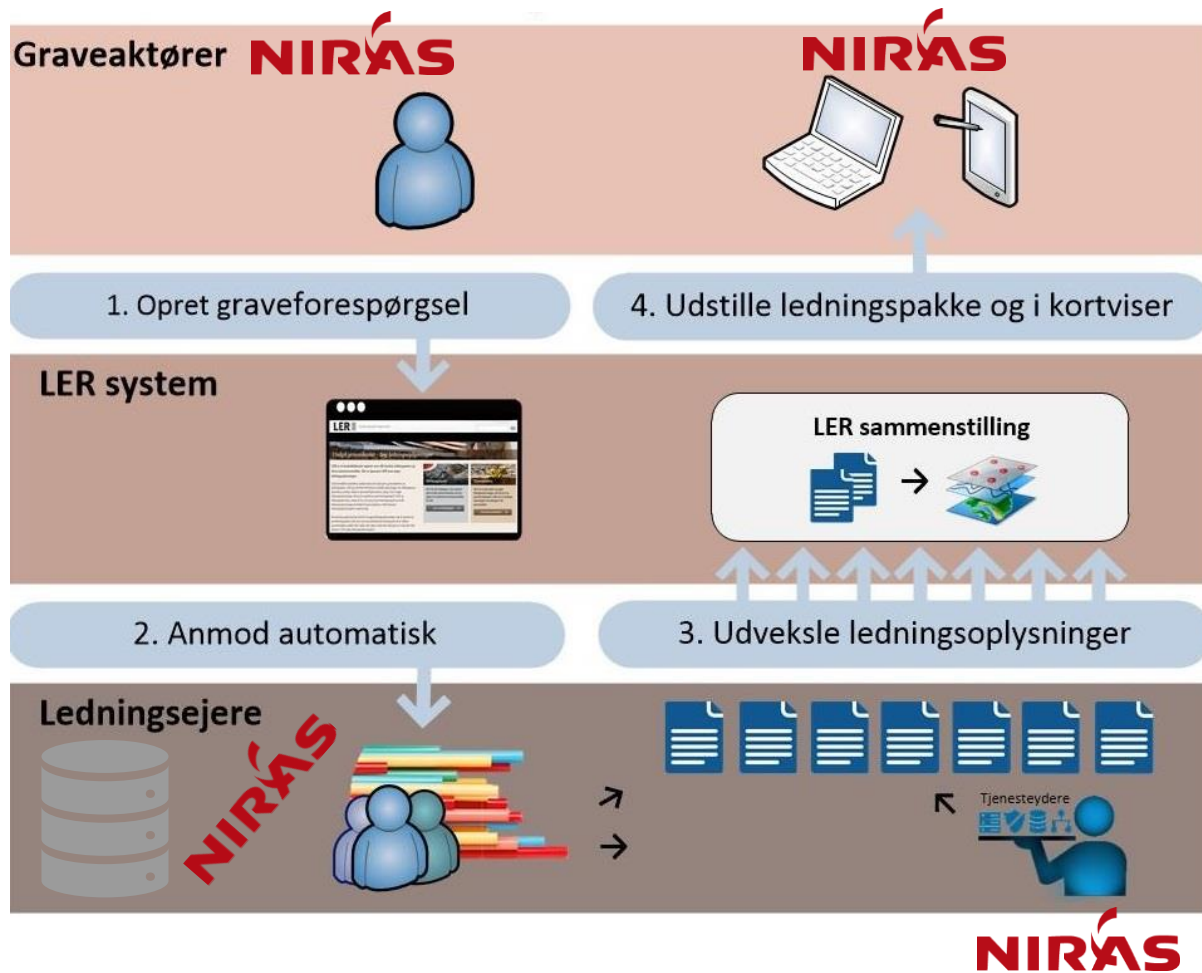 Graveaktører
NIRAS
NIRAS
1. Opret graveforespørgsel
4. Udstille ledningspakke og i kortviser
LER system
LER
LER sammenstilling
2. Anmod automatisk
3. Udveksle ledningsoplysninger
Ledningsejere
NIRAS
Tjenesteydere
NIRAS